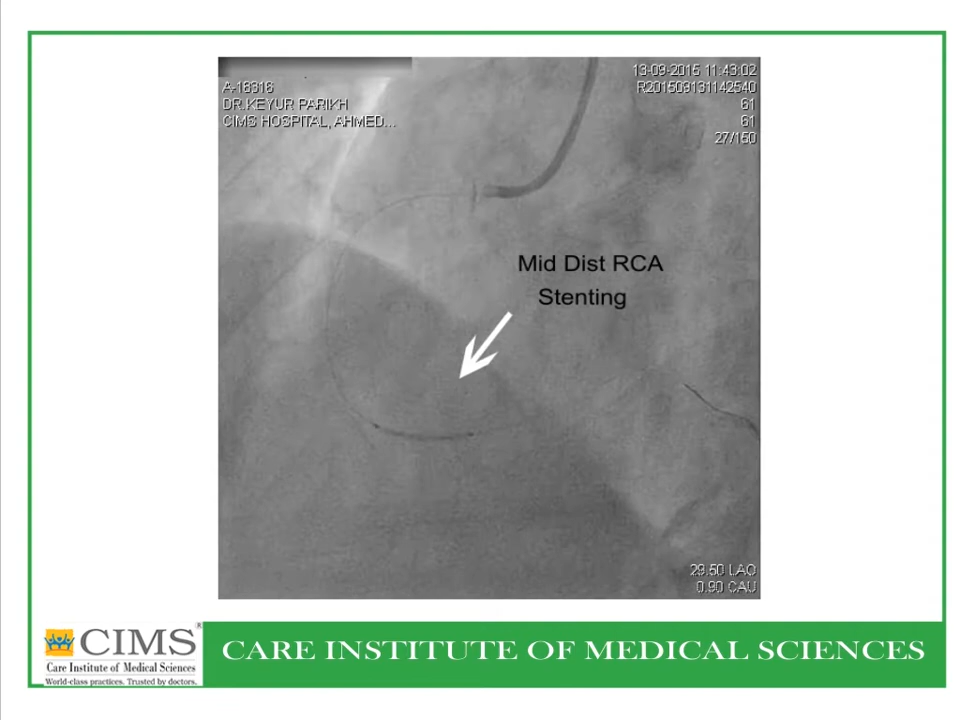 A-18316
DR.KEYUR PARIKH
CIMS HOSPITAL, AHMED...
13-09-2015 11:43:02
R201509131142540
61
61
27/150
Mid Dist RCA
Stenting
29.50 LAO
0.90 CAU
CIMS®
Care Institute of Medical Sciences
World-class practices. Trusted by doctors.
CARE INSTITUTE OF MEDICAL SCIENCES